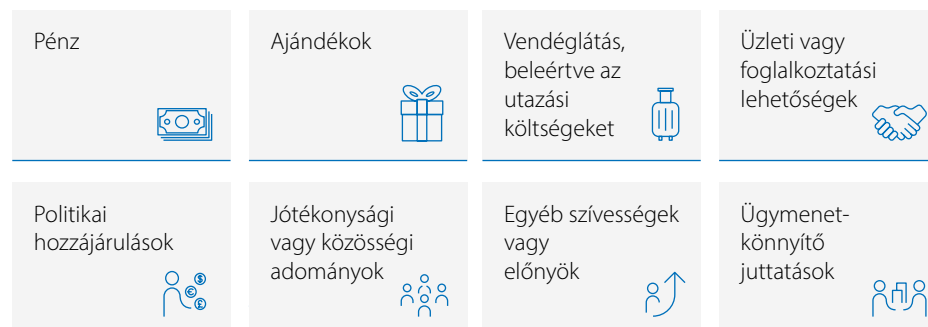 Pénz
Ajándékok
Vendéglátás,
beleértve az
utazási
költségeket
Üzleti vagy
foglalkoztatási
lehetőségek
Politikai
hozzájárulások
Jótékonysági
vagy közösségi
adományok
Egyéb szívességek
vagy
előnyök
Ügymenet-
könnyítő
juttatások